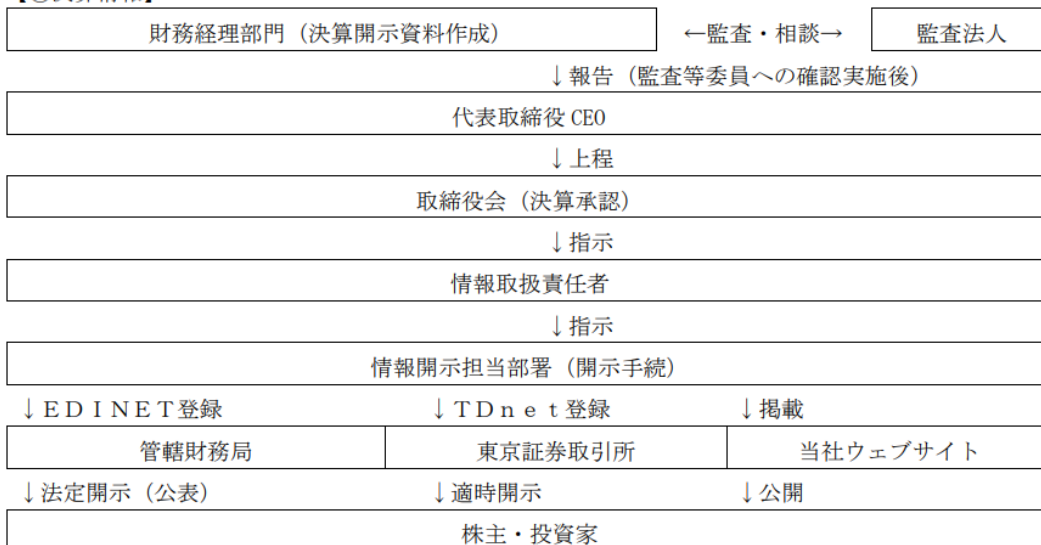 財務経理部門（決算開示資料作成） ←監査・相談→ 監査法人
↓報告（監査等委員への確認実施後）
代表取締役 CEO
↓上程
取締役会（決算承認）
↓指示
情報取扱責任者
↓指示
情報開示担当部署（開示手続）
↓ＥＤＩＮＥＴ登録 ↓ＴＤｎｅｔ登録 ↓掲載
管轄財務局 東京証券取引所 当社ウェブサイト
↓法定開示（公表） ↓適時開示 ↓公開
株主・投資家